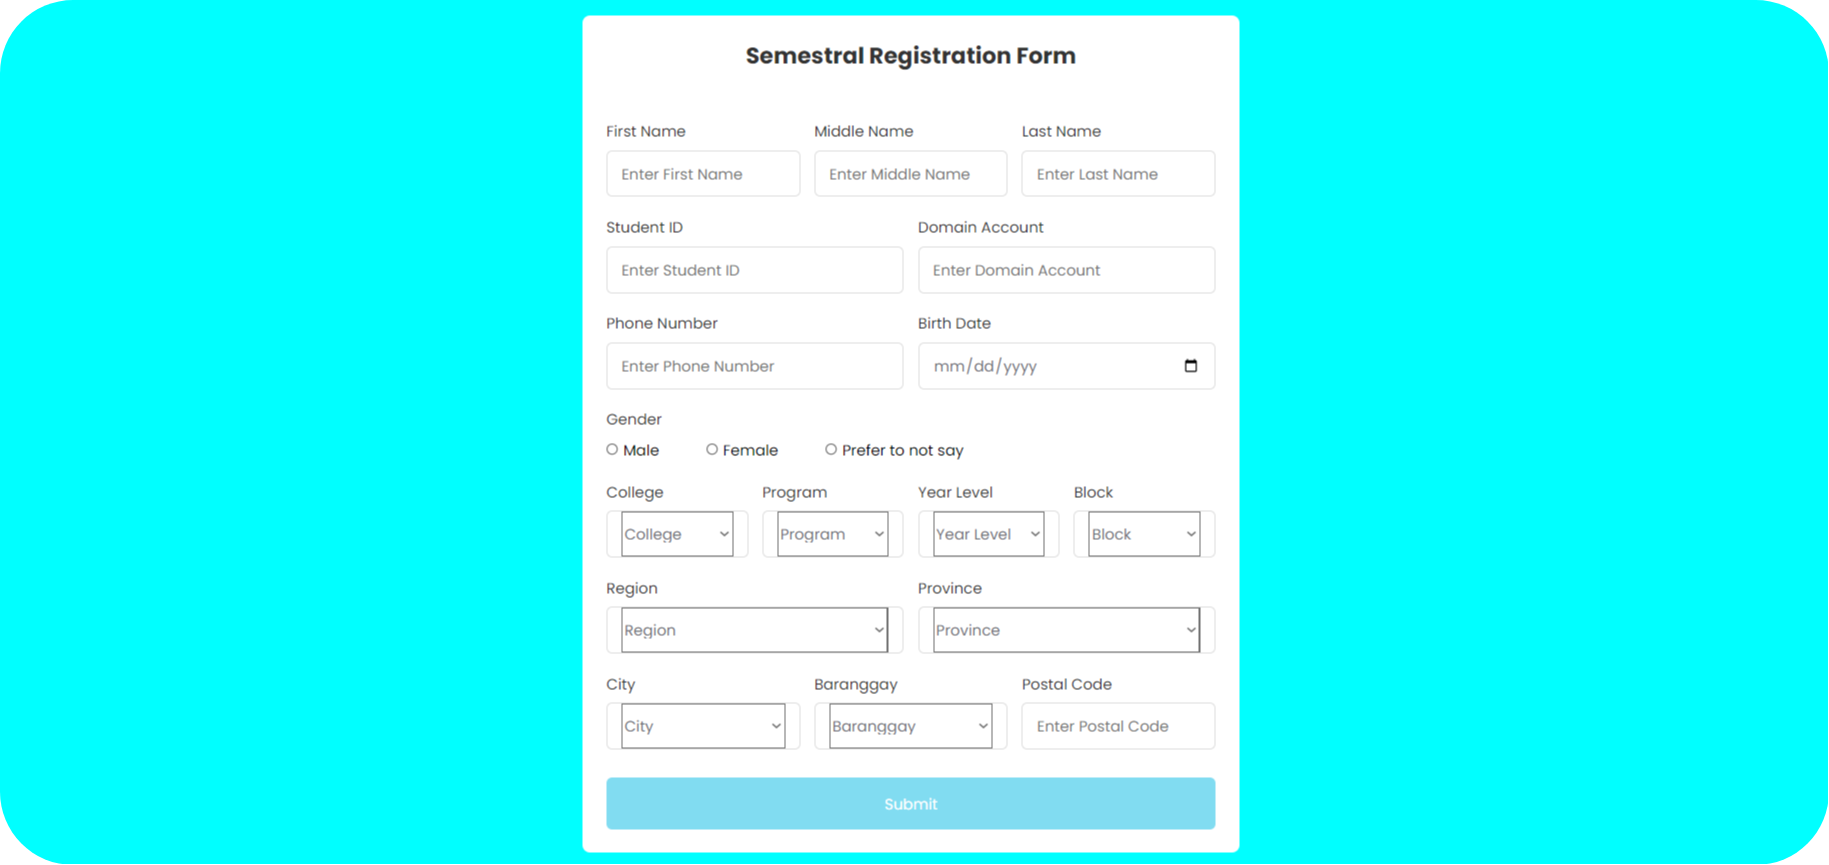 Semestral Registration Form
First Name Middle Name Last Name
Enter First Name Enter Middle Name Enter Last Name
Student ID Domain Account
Enter Student ID Enter Domain Account
Phone Number Birth Date
Enter Phone Number mm/dd/yyyy
Gender
Male Female Prefer to not say
College Program Year Level Block
College Program Year Level Block
Region Province
Region Province
City Baranggay Postal Code
City Baranggay Enter Postal Code
Submit